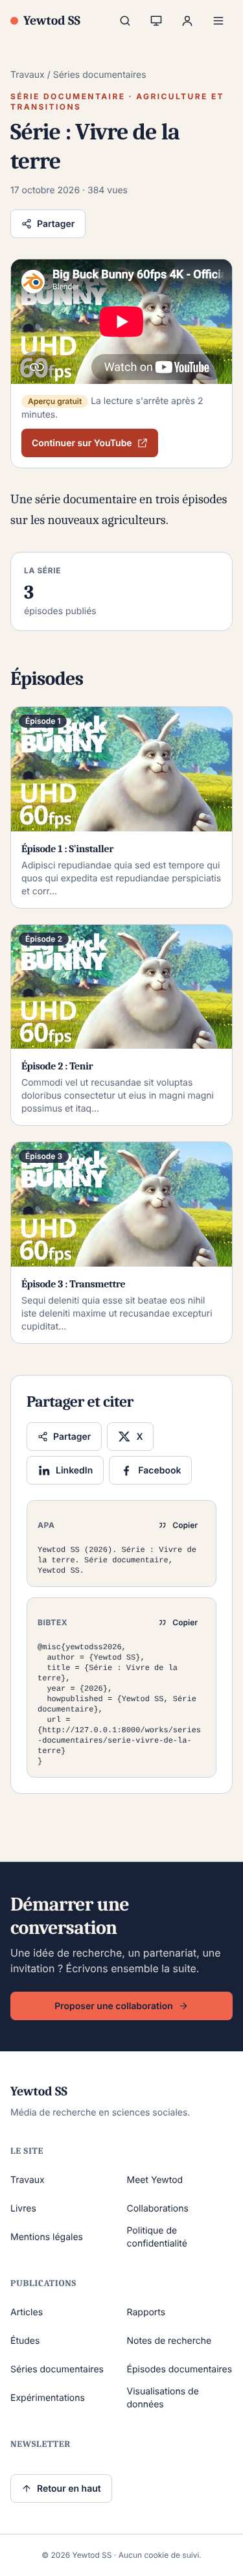 Yewtod SS
Travaux / Séries documentaires
SÉRIE DOCUMENTAIRE · AGRICULTURE ET
TRANSITIONS
Série : Vivre de la
terre
17 octobre 2026 · 384 vues
Partager
Big Buck Bunny 60fps 4K - Offici
Blender
UHD
60
Watch on YouTube
Aperçu gratuit La lecture s'arrête après 2
minutes.
Continuer sur YouTube
Une série documentaire en trois épisodes
sur les nouveaux agriculteurs.
LA SÉRIE
3
épisodes publiés
Épisodes
Épisode 1
BUNNY
UHD
60fps
Épisode 1 : S'installer
Adipisci repudiandae quia sed est tempore qui
quos qui expedita est repudiandae perspiciatis
et corr...
Épisode 2
BUNNY
UHD
60fps
Épisode 2 : Tenir
Commodi vel ut recusandae sit voluptas
doloribus consectetur ut eius in magni magni
possimus et itaq...
Épisode 3
BUNNY
UHD
60fps
Épisode 3 : Transmettre
Sequi deleniti quia esse sit beatae eos nihil
iste deleniti maxime ut recusandae excepturi
cupiditat...
Partager et citer
Partager
X
LinkedIn
Facebook
APA
Copier
Yewtod SS (2026). Série : Vivre de
la terre. Série documentaire,
Yewtod SS.
BIBTEX
Copier
@misc{yewtodss2026,
author = {Yewtod SS},
title = {Série : Vivre de la
terre},
year = {2026},
howpublished = {Yewtod SS, Série
documentaire},
url =
{http://127.0.0.1:8000/works/series
-documentaires/serie-vivre-de-la-
terre}
}
Démarrer une
conversation
Une idée de recherche, un partenariat, une
invitation ? Écrivons ensemble la suite.
Proposer une collaboration
Yewtod SS
Média de recherche en sciences sociales.
LE SITE
Travaux
Meet Yewtod
Livres
Collaborations
Mentions légales
Politique de
confidentialité
PUBLICATIONS
Articles
Rapports
Études
Notes de recherche
Séries documentaires
Épisodes documentaires
Expérimentations
Visualisations de
données
NEWSLETTER
Retour en haut
© 2026 Yewtod SS · Aucun cookie de suivi.